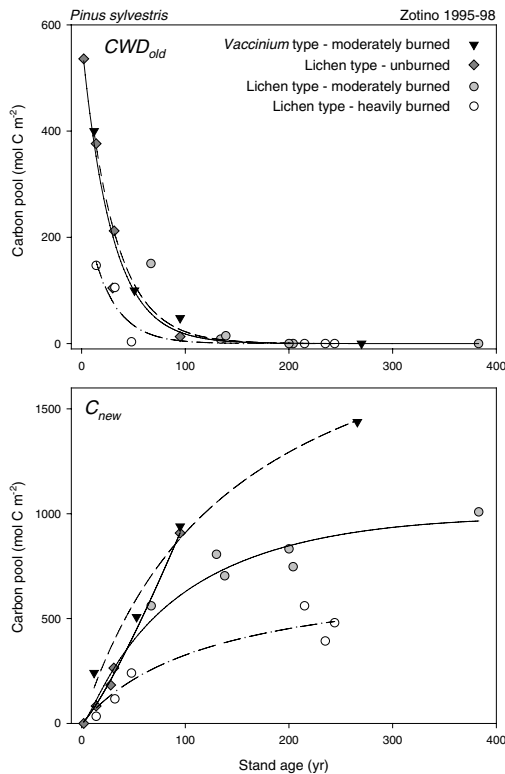 Pinus sylvestris Zotino 1995-98
CWDold
Vaccinium type - moderately burned
Lichen type - unburned
Lichen type - moderately burned
Lichen type - heavily burned
600
400
200
0
Carbon pool (mol C m-2)
0 100 200 300 400
Cnew
1500
1000
500
0
Carbon pool (mol C m-2)
0 100 200 300 400
Stand age (yr)